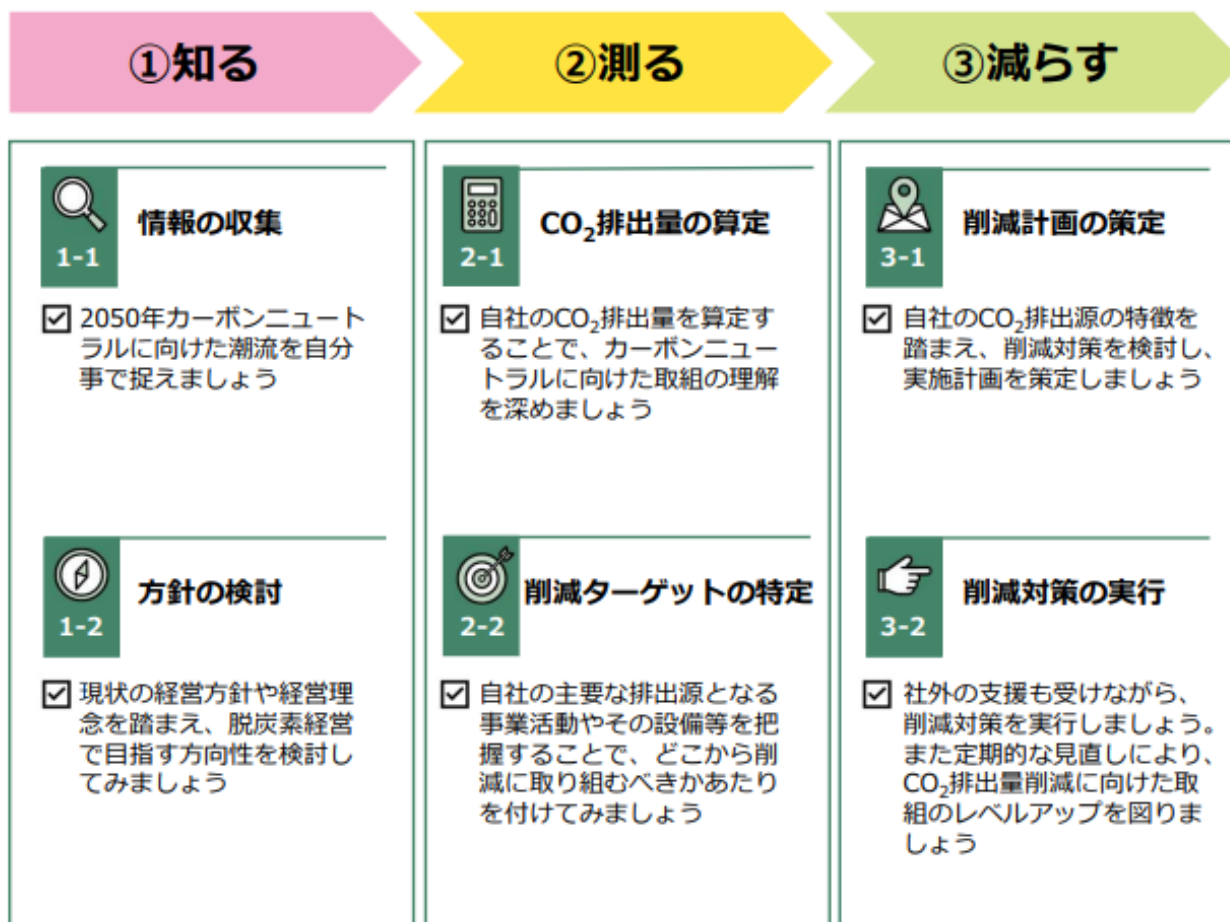 ①知る
②測る
③減らす
1-1
情報の収集
2050年カーボンニュート
ラルに向けた潮流を自分
事で捉えましょう
1-2
方針の検討
現状の経営方針や経営理
念を踏まえ、脱炭素経営
で目指す方向性を検討し
てみましょう
2-1
CO₂排出量の算定
自社のCO₂排出量を算定す
ることで、カーボンニュー
トラルに向けた取組の理解
を深めましょう
2-2
削減ターゲットの特定
自社の主要な排出源となる
事業活動やその設備等を把
握することで、どこから削
減に取り組むべきかあたり
を付けてみましょう
3-1
削減計画の策定
自社のCO₂排出源の特徴を
踏まえ、削減対策を検討し、
実施計画を策定しましょう
3-2
削減対策の実行
社外の支援も受けながら、
削減対策を実行しましょう。
また定期的な見直しにより、
CO₂排出量削減に向けた取
組のレベルアップを図りま
しょう